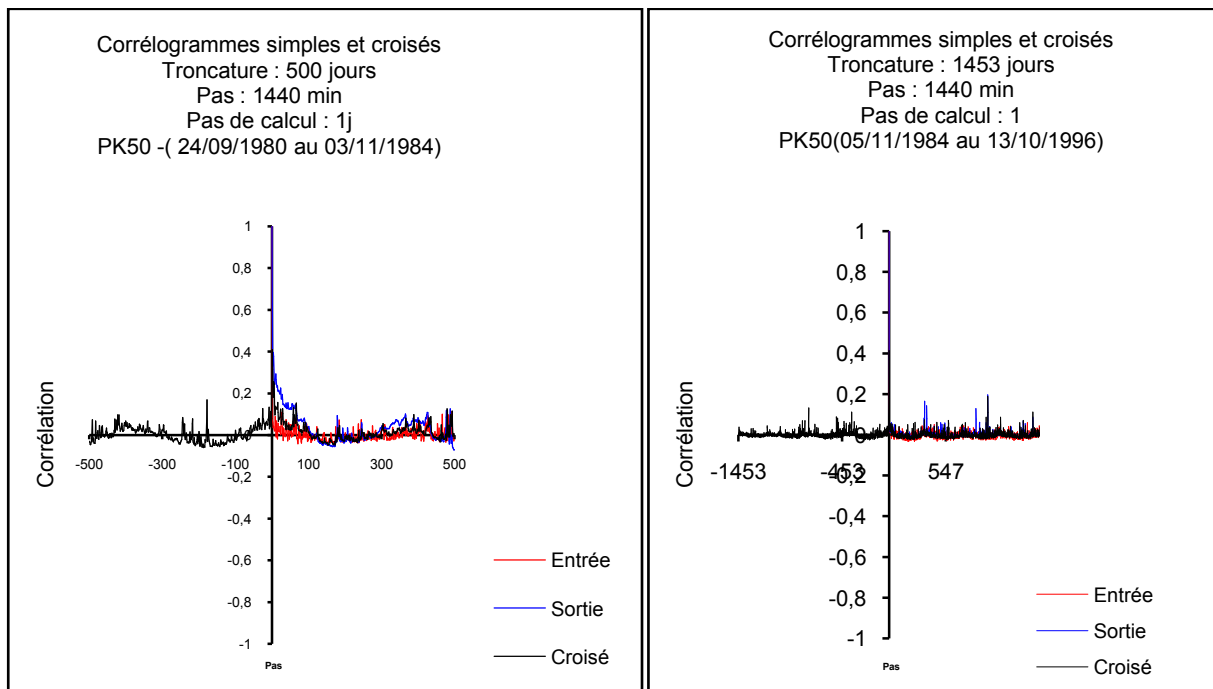 Corrélogrammes simples et croisés
Troncature : 500 jours
Pas : 1440 min
Pas de calcul : 1j
PK50 -( 24/09/1980 au 03/11/1984)
1
0,8
0,6
0,4
0,2
0
-0,2
-0,4
-0,6
-0,8
-1
-500
-300
-100
100
300
500
Corrélation
Pas
Entrée
Sortie
Croisé
Corrélogrammes simples et croisés
Troncature : 1453 jours
Pas : 1440 min
Pas de calcul : 1
PK50(05/11/1984 au 13/10/1996)
1
0,8
0,6
0,4
0,2
0
-0,2
-0,4
-0,6
-0,8
-1
-1453
-453
547
Corrélation
Pas
Entrée
Sortie
Croisé